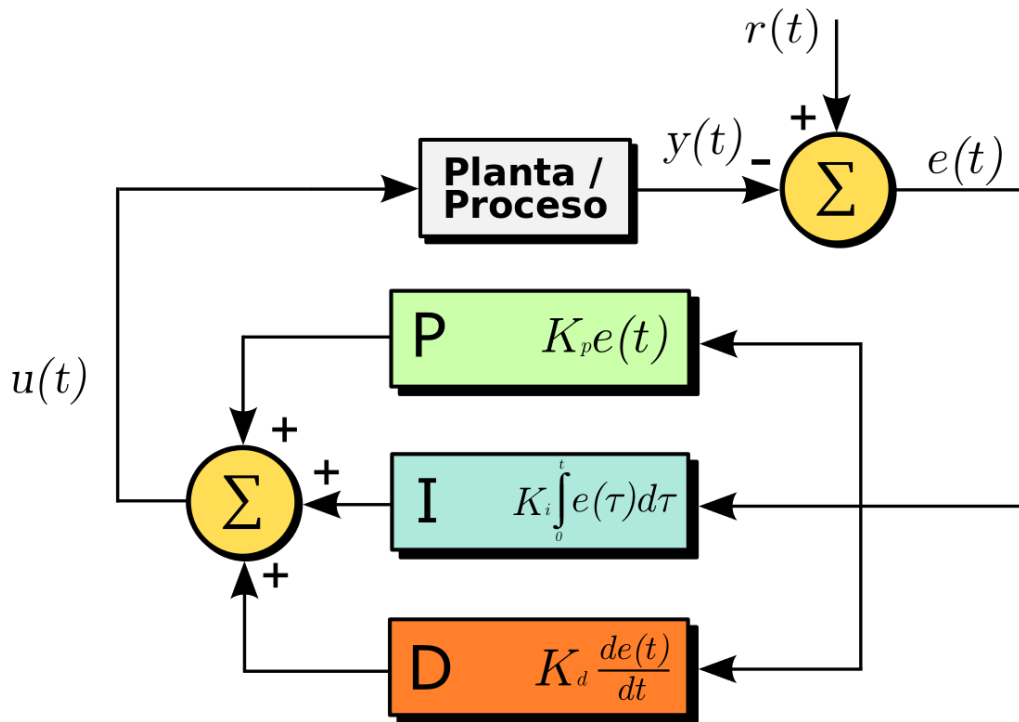 r(t)
+
Planta /
Proceso
y(t)
-
Σ
e(t)
P K_p e(t)
u(t)
+
+
Σ
I K_i ∫_0^t e(τ)dτ
+
D K_d de(t)/dt